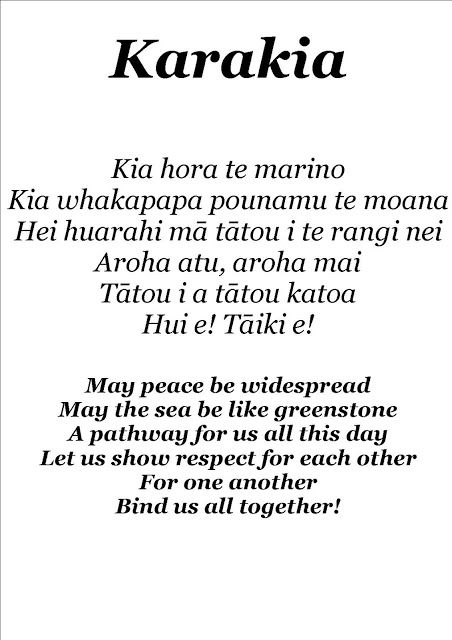 Karakia
Kia hora te marino
Kia whakapapa pounamu te moana
Hei huarahi mā tātou i te rangi nei
Aroha atu, aroha mai
Tātou i a tātou katoa
Hui e! Tāiki e!
May peace be widespread
May the sea be like greenstone
A pathway for us all this day
Let us show respect for each other
For one another
Bind us all together!